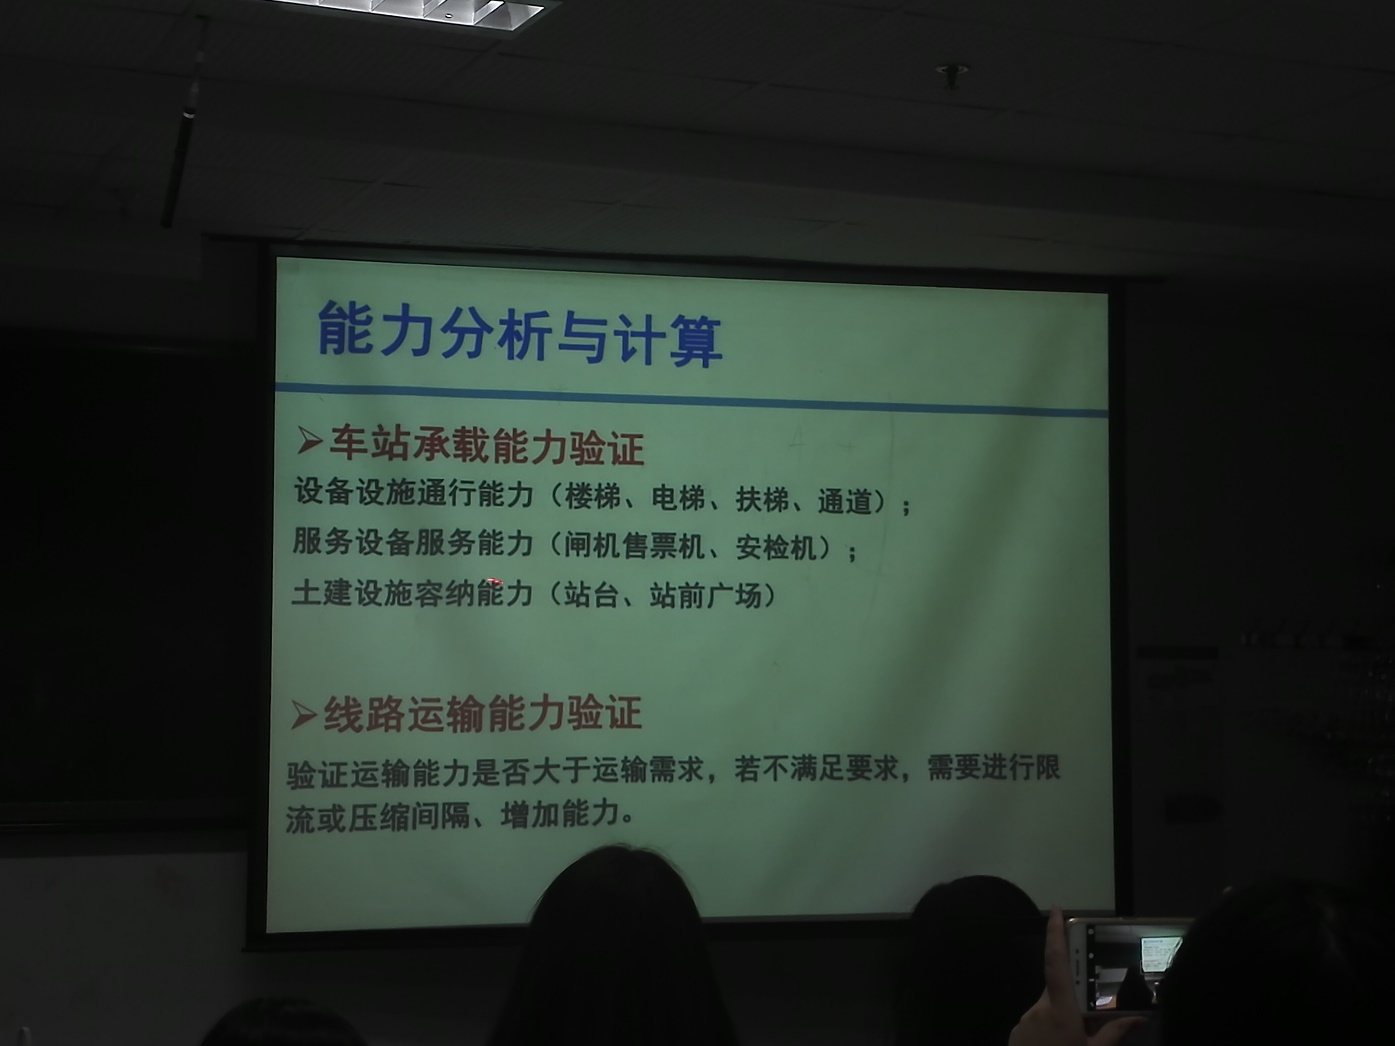 能力分析与计算
➢车站承载能力验证
设备设施通行能力（楼梯、电梯、扶梯、通道）；
服务设备服务能力（闸机售票机、安检机）；
土建设施容纳能力（站台、站前广场）
➢线路运输能力验证
验证运输能力是否大于运输需求，若不满足要求，需要进行限
流或压缩间隔、增加能力。